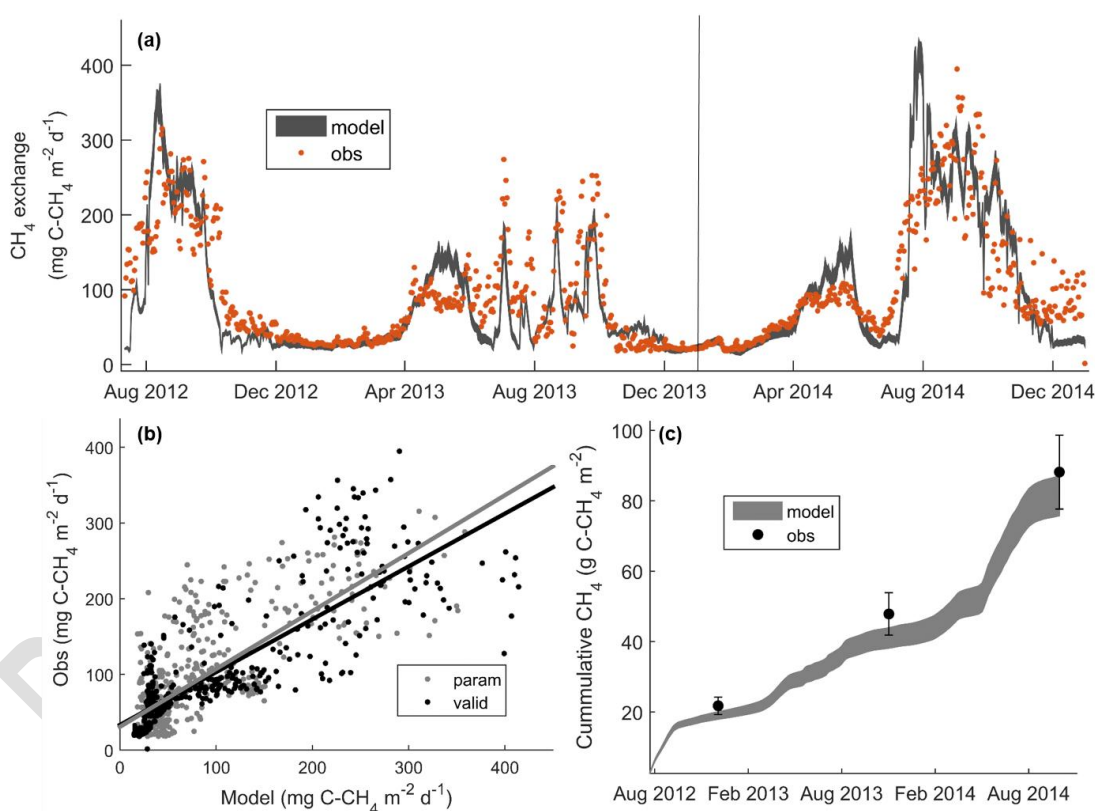 (a)
CH4 exchange
(mg C-CH4 m-2 d-1)
400
300
200
100
0
model
obs
Aug 2012 Dec 2012 Apr 2013 Aug 2013 Dec 2013 Apr 2014 Aug 2014 Dec 2014
(b)
Obs (mg C-CH4 m-2 d-1)
400
300
200
100
0
param
valid
0 100 200 300 400
Model (mg C-CH4 m-2 d-1)
(c)
Cummulative CH4 (g C-CH4 m-2)
100
80
60
40
20
model
obs
Aug 2012 Feb 2013 Aug 2013 Feb 2014 Aug 2014